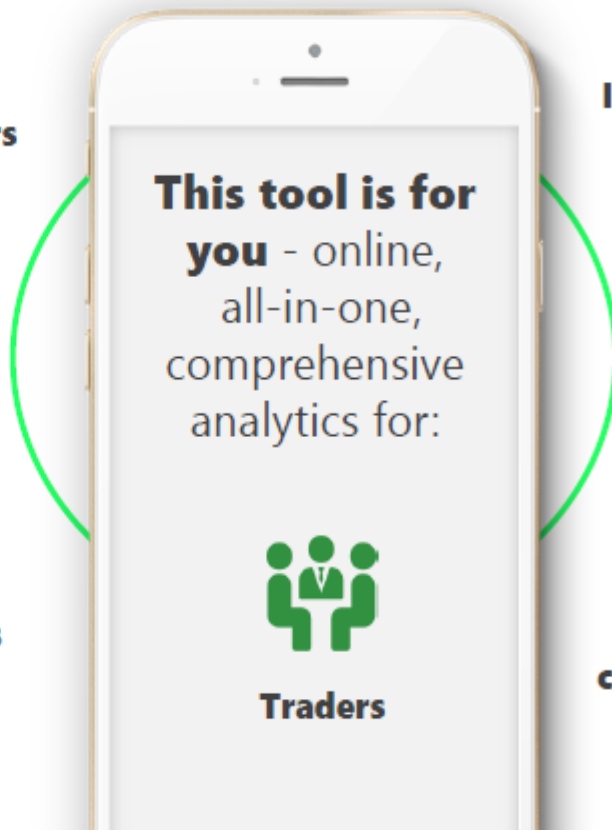 This tool is for
you - online,
all-in-one,
comprehensive
analytics for:
Traders